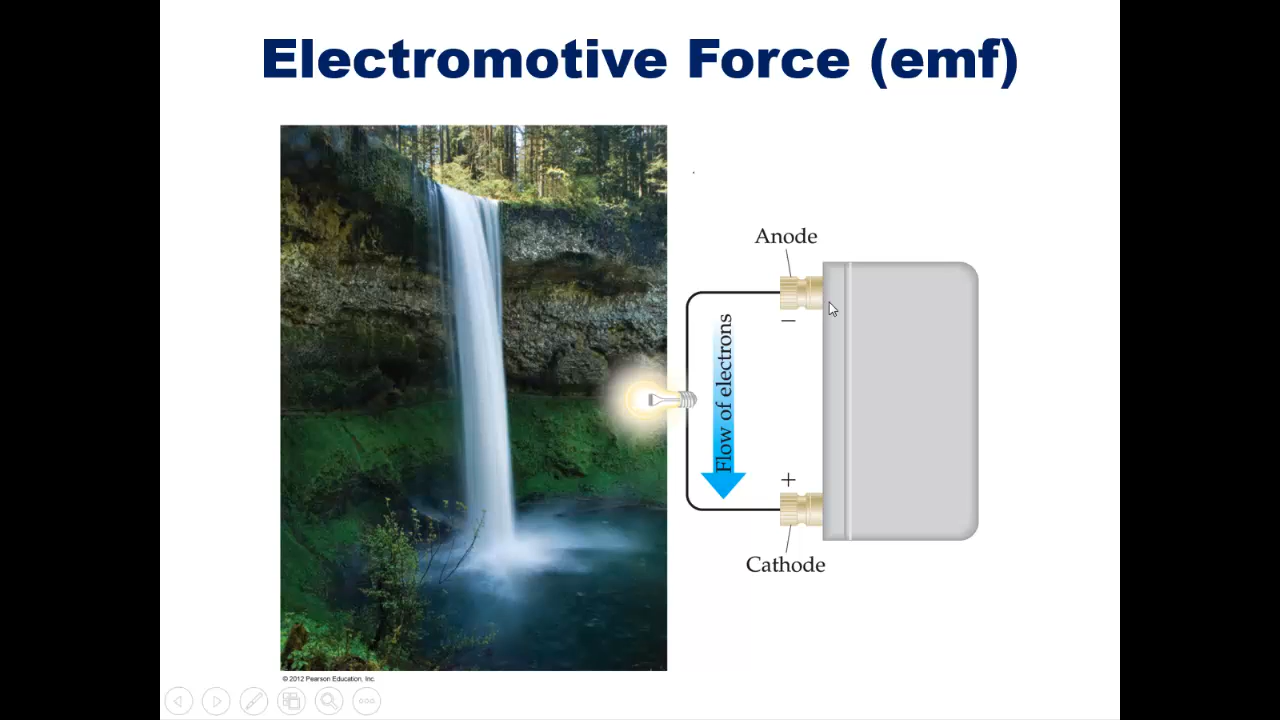 Electromotive Force (emf)
Anode
−
Flow of electrons
+
Cathode
© 2012 Pearson Education, Inc.